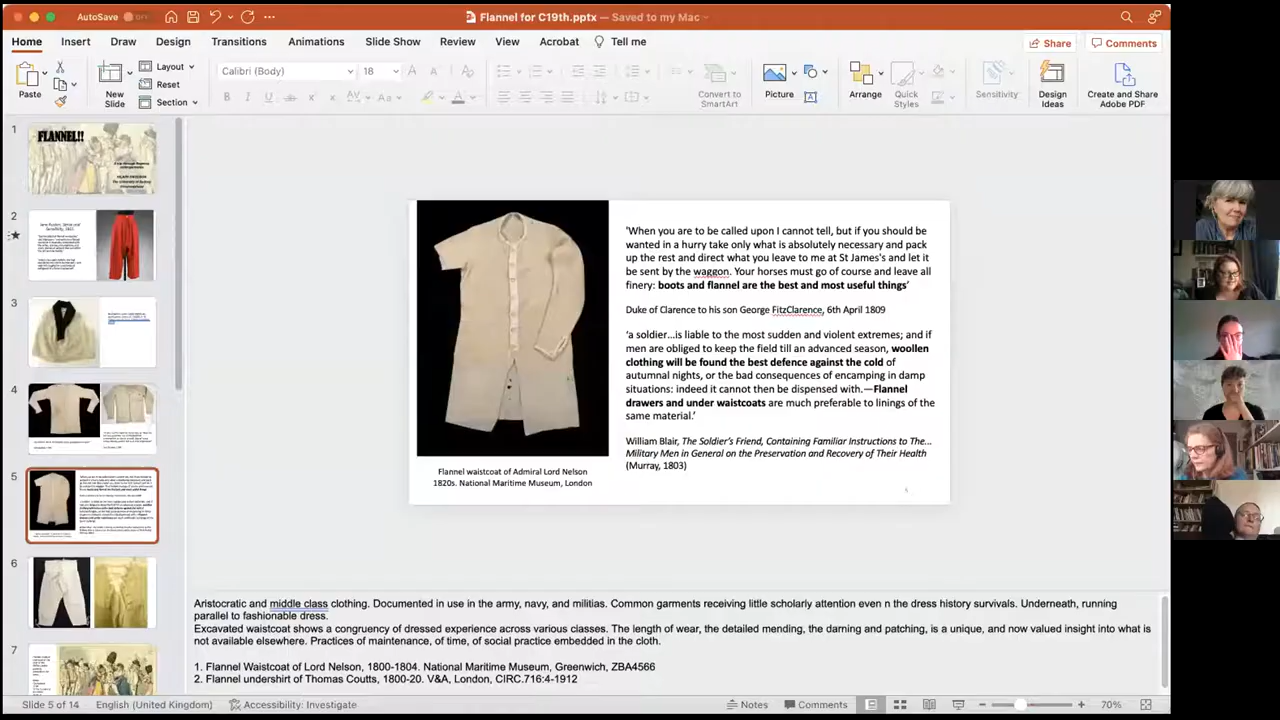 AutoSave OFF
Flannel for C19th.pptx — Saved to my Mac
Home Insert Draw Design Transitions Animations Slide Show Review View Acrobat Tell me
Share Comments
Paste
New Slide
Layout
Reset
Section
Calibri (Body) 18
Convert to SmartArt
Picture
Arrange
Quick Styles
Sensitivity
Design Ideas
Create and Share Adobe PDF
1
FLANNEL!!
2
3
4
5
6
7
'When you are to be called upon I cannot tell, but if you should be
wanted in a hurry take only what is absolutely necessary and pack
up the rest and direct what you leave to me at St James's and let it
be sent by the waggon. Your horses must go of course and leave all
finery: boots and flannel are the best and most useful things'
Duke of Clarence to his son George FitzClarence, 6th April 1809
'a soldier...is liable to the most sudden and violent extremes; and if
men are obliged to keep the field till an advanced season, woollen
clothing will be found the best defence against the cold of
autumnal nights, or the bad consequences of encamping in damp
situations: indeed it cannot then be dispensed with.—Flannel
drawers and under waistcoats are much preferable to linings of the
same material.'
William Blair, The Soldier's Friend, Containing Familiar Instructions to The...
Military Men in General on the Preservation and Recovery of Their Health
(Murray, 1803)
Flannel waistcoat of Admiral Lord Nelson
1820s. National Maritime Museum, London
Aristocratic and middle class clothing. Documented in use in the army, navy, and militias. Common garments receiving little scholarly attention even n the dress history survivals. Underneath, running
parallel to fashionable dress.
Excavated waistcoat shows a congruency of dressed experience across various classes. The length of wear, the detailed mending, the darning and patching, is a unique, and now valued insight into what is
not available elsewhere. Practices of maintenance, of time, of social practice embedded in the cloth.
1. Flannel Waistcoat of Lord Nelson, 1800-1804. National Maritime Museum, Greenwich, ZBA4566
2. Flannel undershirt of Thomas Coutts, 1800-20. V&A, London, CIRC.716:4-1912
Slide 5 of 14 English (United Kingdom) Accessibility: Investigate Notes Comments 70%